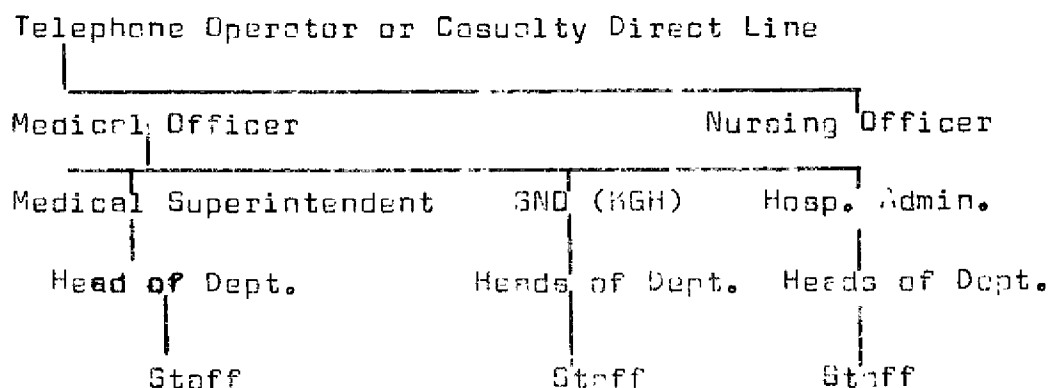 Telephone Operator or Casualty Direct Line
Medical Officer Nursing Officer
Medical Superintendent SNO (KGH) Hosp. Admin.
Head of Dept. Heads of Dept. Heads of Dept.
Staff Staff Staff